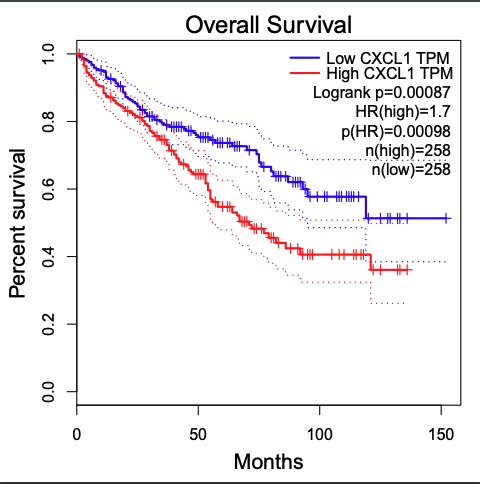 Overall Survival
Low CXCL1 TPM
High CXCL1 TPM
Logrank p=0.00087
HR(high)=1.7
p(HR)=0.00098
n(high)=258
n(low)=258
Percent survival
1.0
0.8
0.6
0.4
0.2
0.0
0 50 100 150
Months